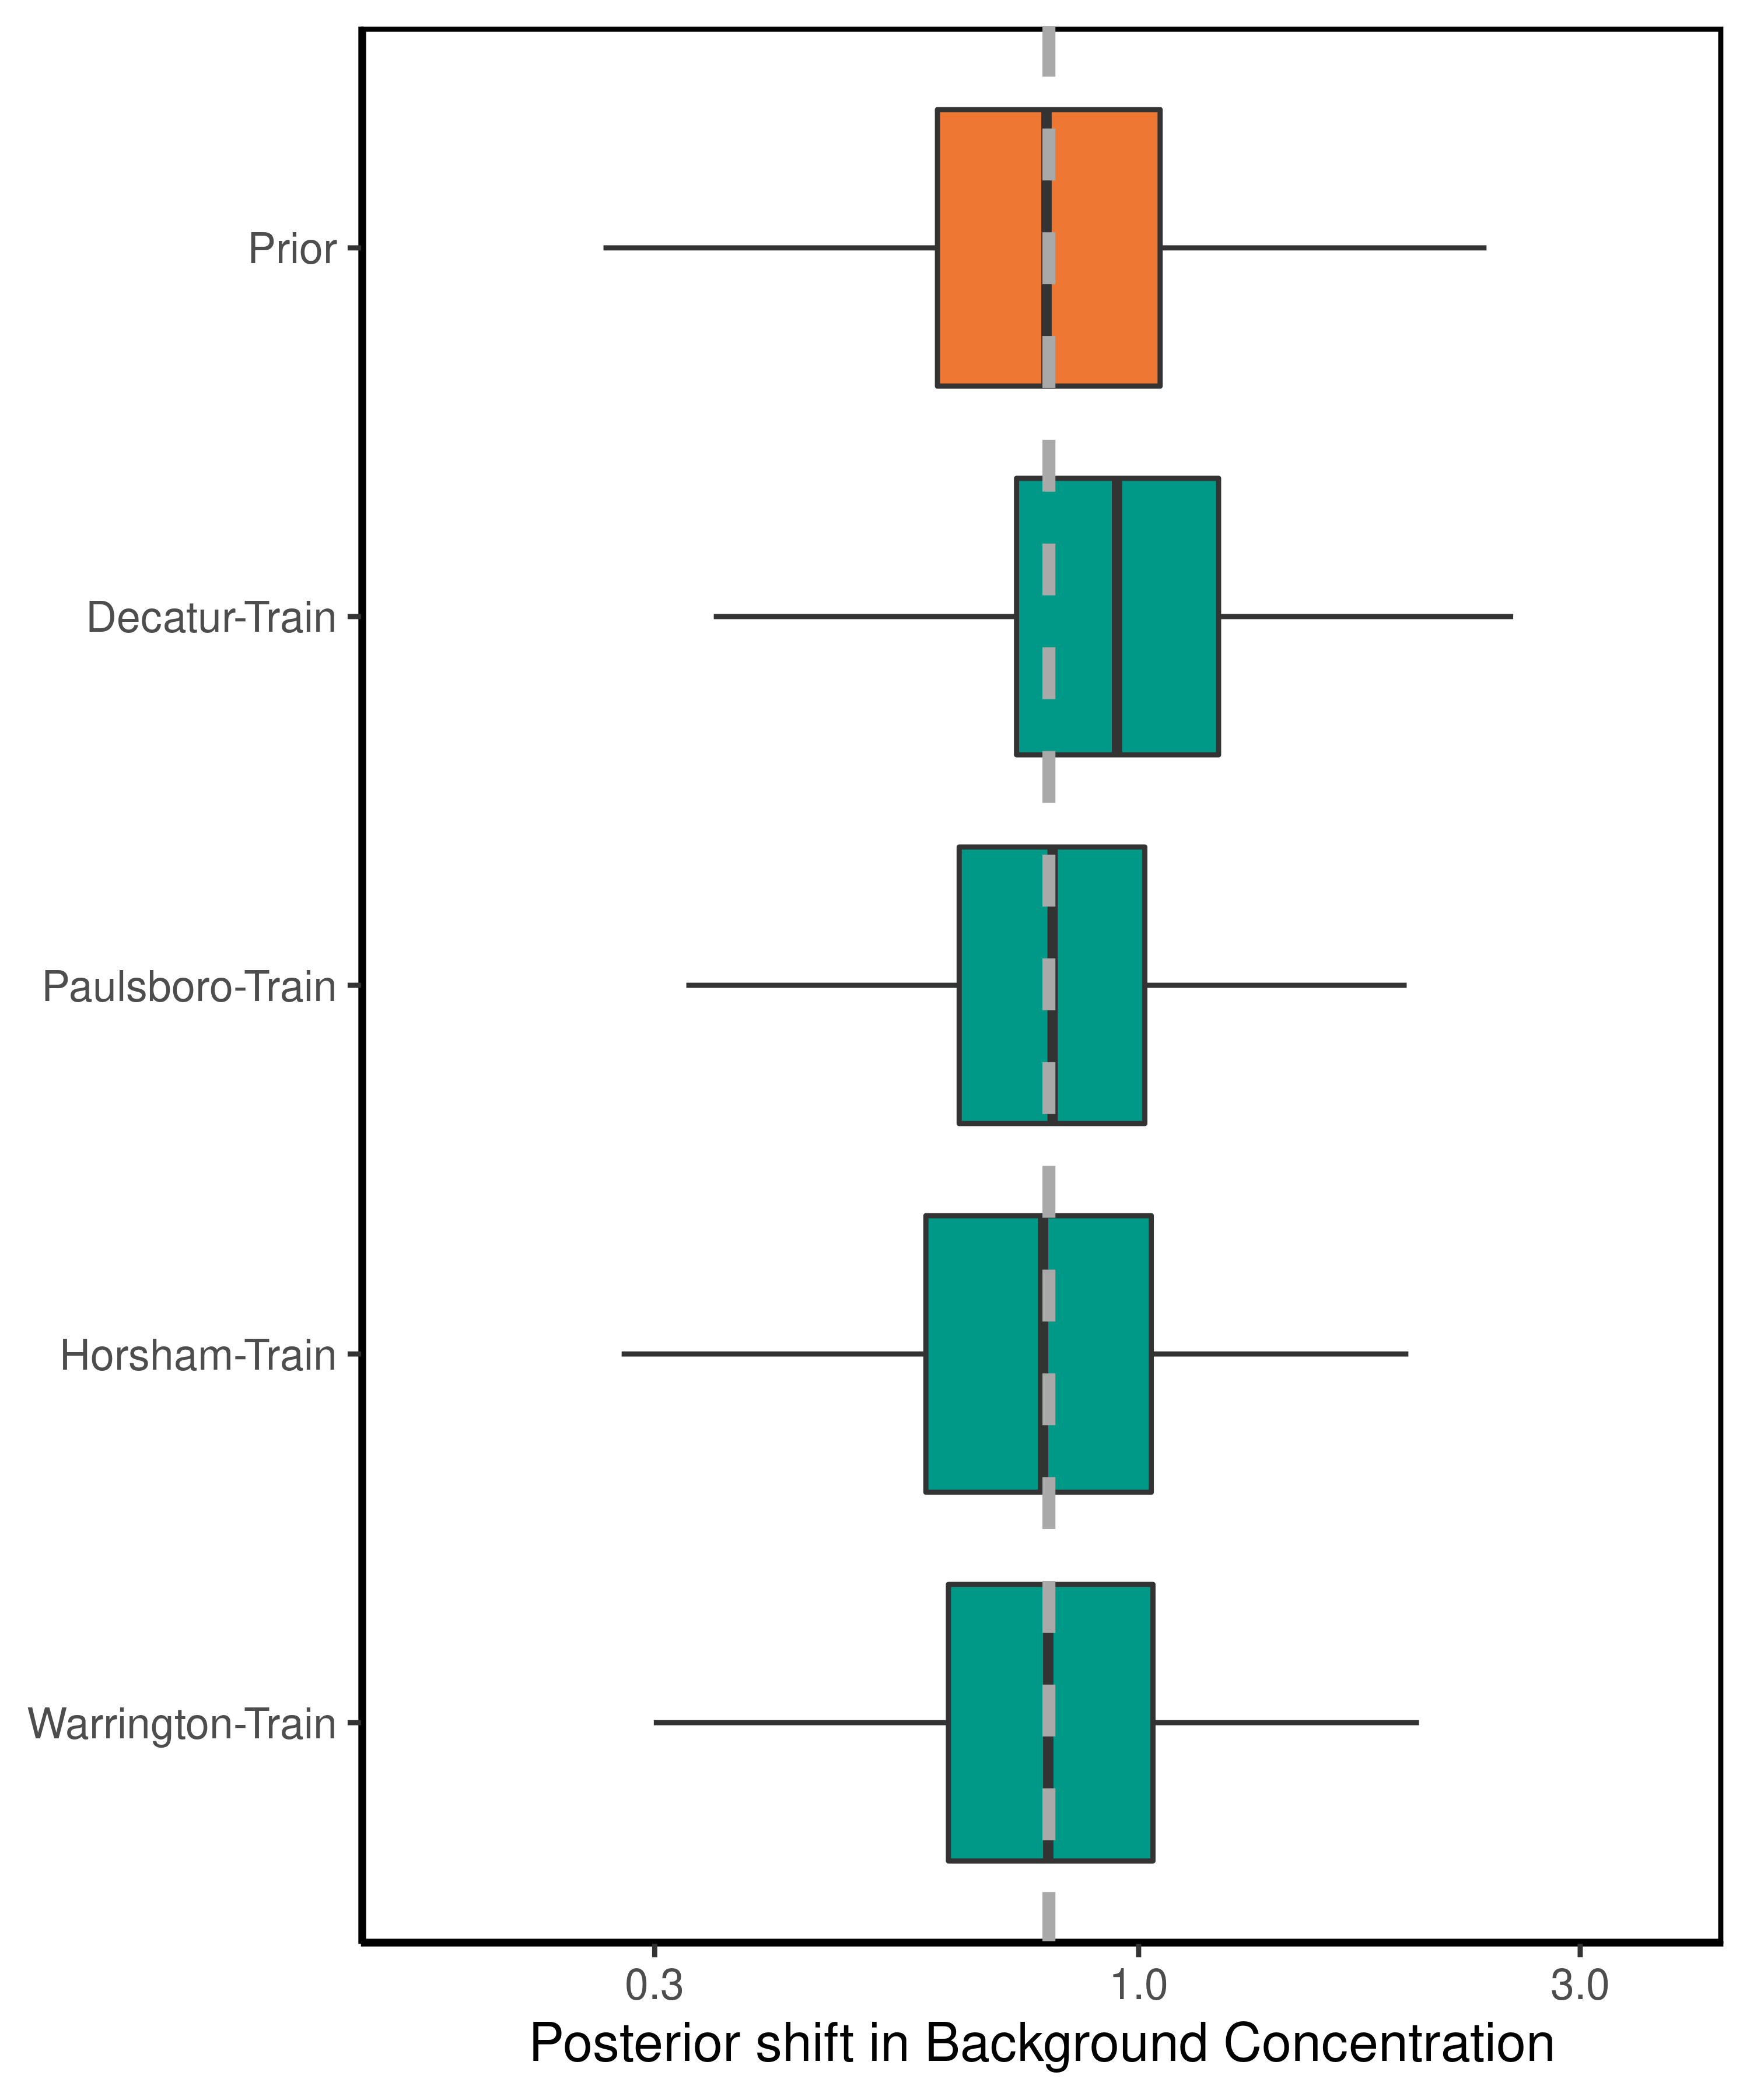 Prior
Decatur-Train
Paulsboro-Train
Horsham-Train
Warrington-Train
0.3 1.0 3.0
Posterior shift in Background Concentration